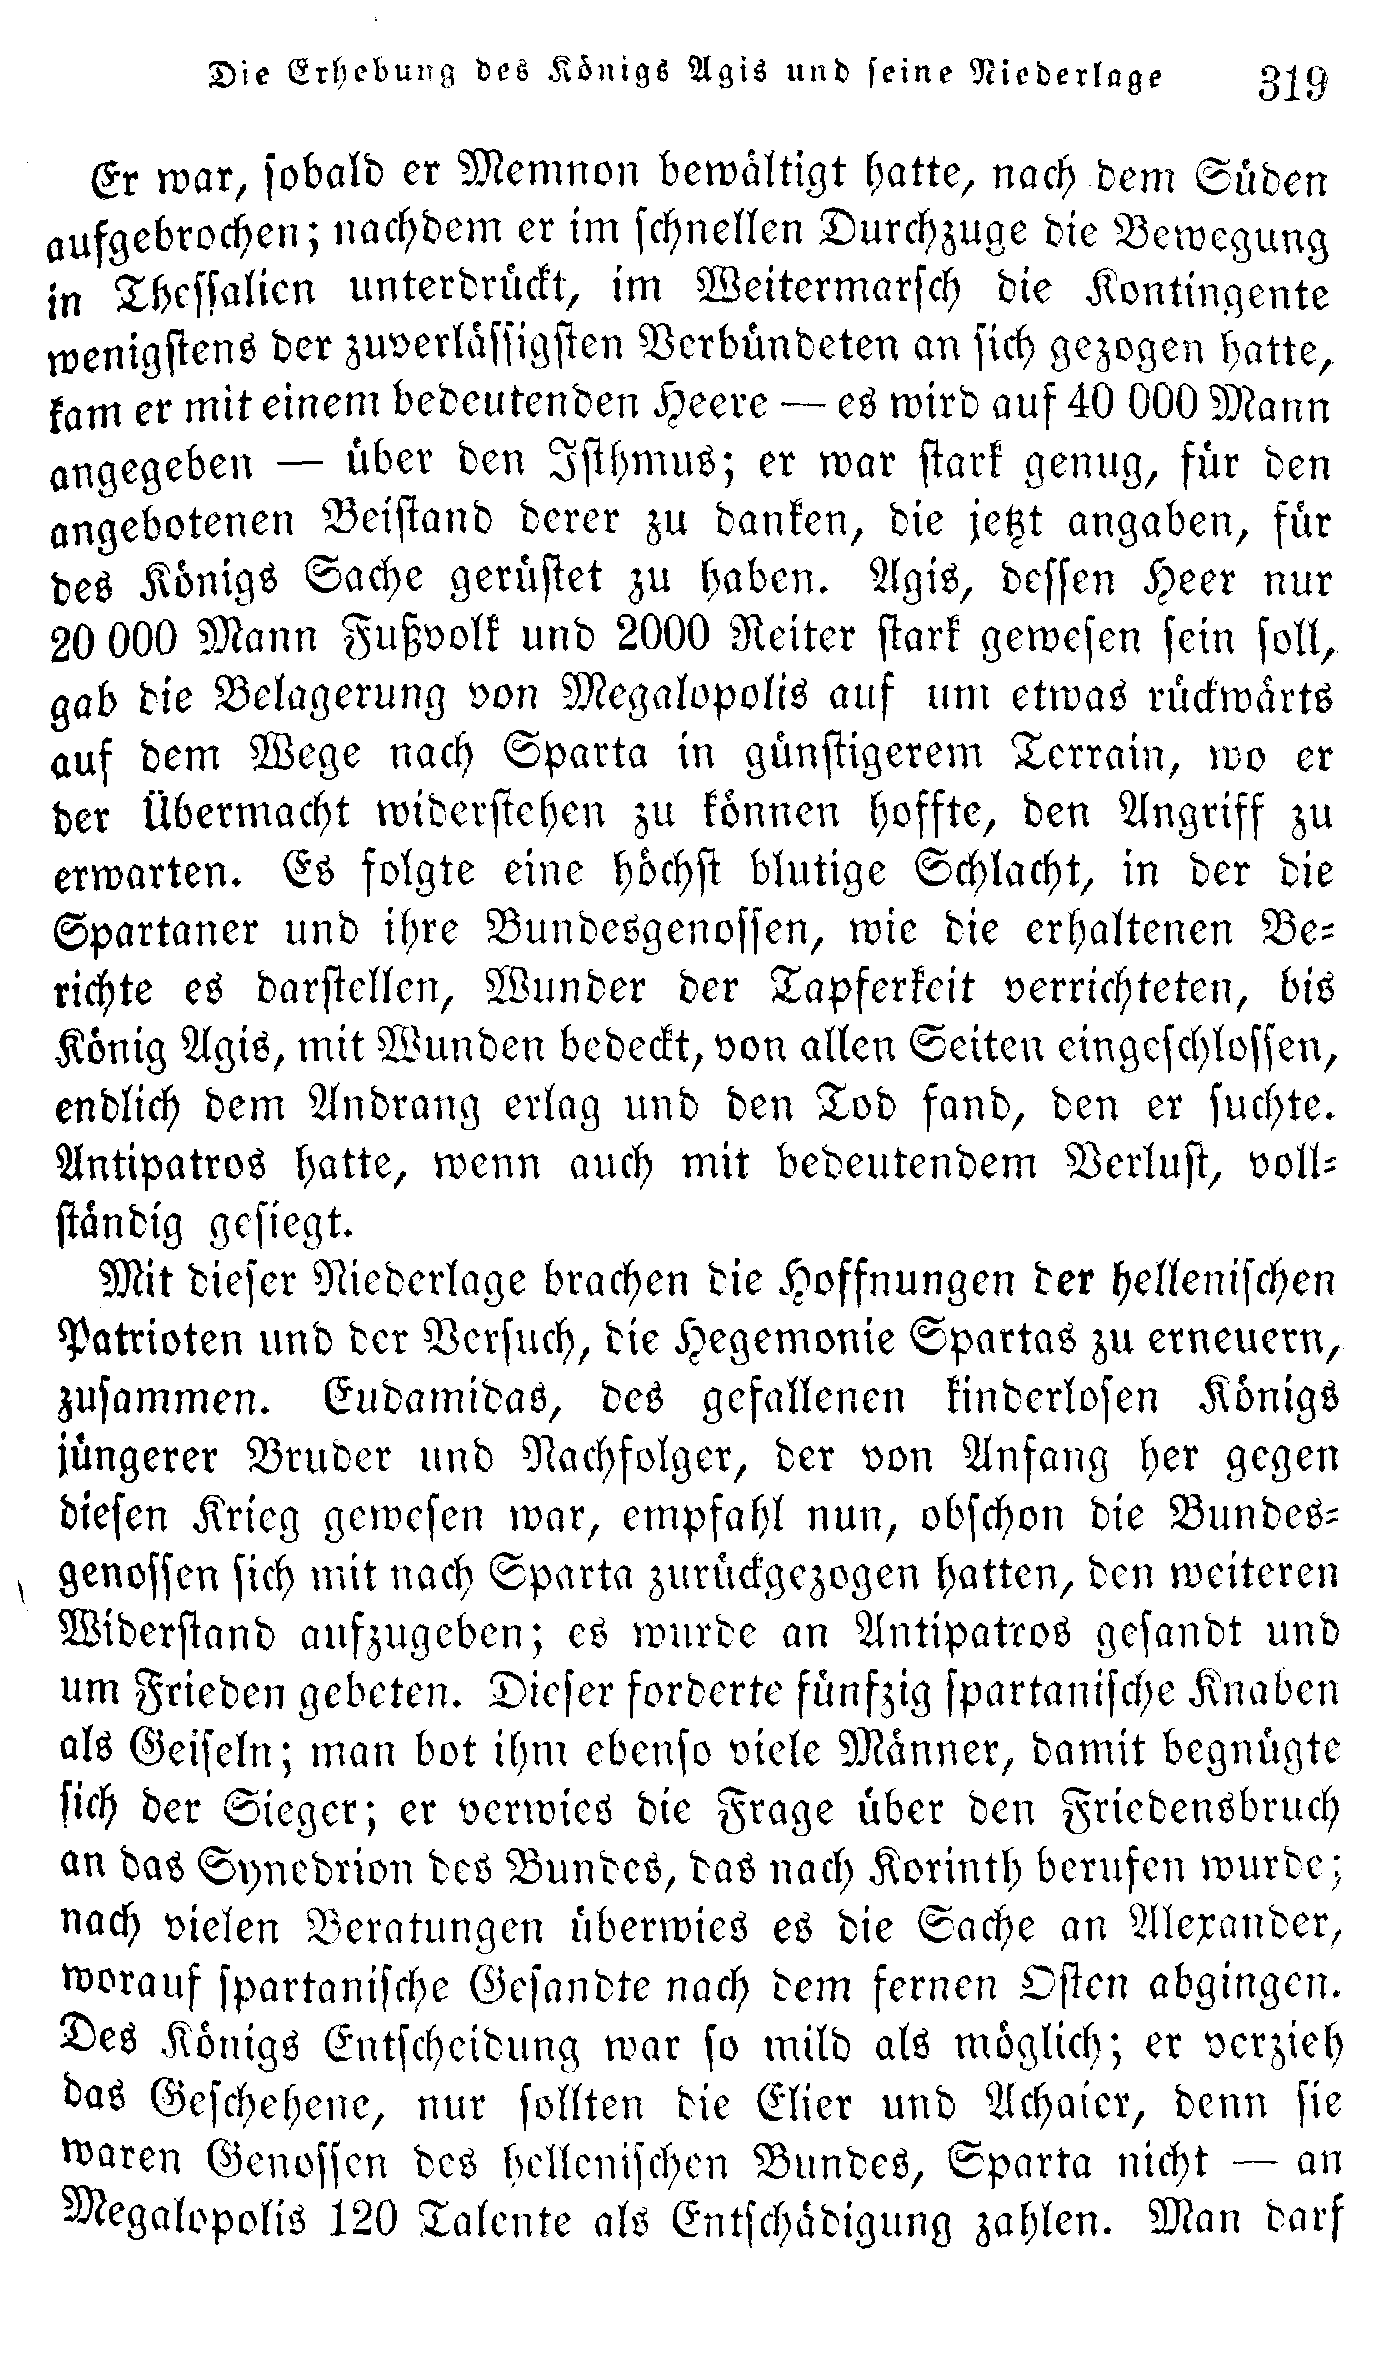 Die Erhebung des Königs Agis und seine Niederlage 319
Er war, sobald er Memnon bewältigt hatte, nach dem Süden
aufgebrochen; nachdem er im schnellen Durchzuge die Bewegung
in Thessalien unterdrückt, im Weitermarsch die Kontingente
wenigstens der zuverlässigsten Verbündeten an sich gezogen hatte,
kam er mit einem bedeutenden Heere — es wird auf 40 000 Mann
angegeben — über den Isthmus; er war stark genug, für den
angebotenen Beistand derer zu danken, die jetzt angaben, für
des Königs Sache gerüstet zu haben. Agis, dessen Heer nur
20 000 Mann Fußvolk und 2000 Reiter stark gewesen sein soll,
gab die Belagerung von Megalopolis auf um etwas rückwärts
auf dem Wege nach Sparta in günstigerem Terrain, wo er
der Übermacht widerstehen zu können hoffte, den Angriff zu
erwarten. Es folgte eine höchst blutige Schlacht, in der die
Spartaner und ihre Bundesgenossen, wie die erhaltenen Be-
richte es darstellen, Wunder der Tapferkeit verrichteten, bis
König Agis, mit Wunden bedeckt, von allen Seiten eingeschlossen,
endlich dem Andrang erlag und den Tod fand, den er suchte.
Antipatros hatte, wenn auch mit bedeutendem Verlust, voll-
ständig gesiegt.
Mit dieser Niederlage brachen die Hoffnungen der hellenischen
Patrioten und der Versuch, die Hegemonie Spartas zu erneuern,
zusammen. Eudamidas, des gefallenen kinderlosen Königs
jüngerer Bruder und Nachfolger, der von Anfang her gegen
diesen Krieg gewesen war, empfahl nun, obschon die Bundes-
genossen sich mit nach Sparta zurückgezogen hatten, den weiteren
Widerstand aufzugeben; es wurde an Antipatros gesandt und
um Frieden gebeten. Dieser forderte fünfzig spartanische Knaben
als Geiseln; man bot ihm ebenso viele Männer, damit begnügte
sich der Sieger; er verwies die Frage über den Friedensbruch
an das Synedrion des Bundes, das nach Korinth berufen wurde;
nach vielen Beratungen überwies es die Sache an Alexander,
worauf spartanische Gesandte nach dem fernen Osten abgingen.
Des Königs Entscheidung war so mild als möglich; er verzieh
das Geschehene, nur sollten die Elier und Achaier, denn sie
waren Genossen des hellenischen Bundes, Sparta nicht — an
Megalopolis 120 Talente als Entschädigung zahlen. Man darf